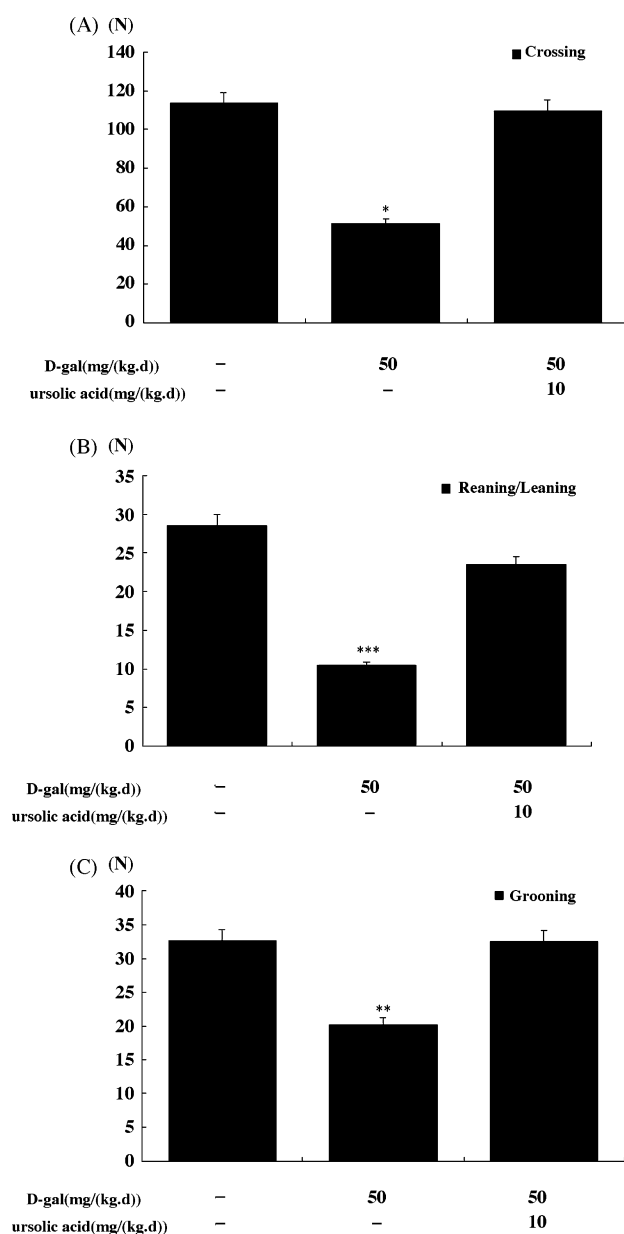 (A) (N)
140
Crossing
120
100
80
60
*
40
20
0
D-gal(mg/(kg.d)) – 50 50
ursolic acid(mg/(kg.d)) – – 10
(B) (N)
35
Reaning/Leaning
30
25
20
15
***
10
5
0
D-gal(mg/(kg.d)) – 50 50
ursolic acid(mg/(kg.d)) – – 10
(C) (N)
40
Grooning
35
30
25
**
20
15
10
5
0
D-gal(mg/(kg.d)) – 50 50
ursolic acid(mg/(kg.d)) – – 10